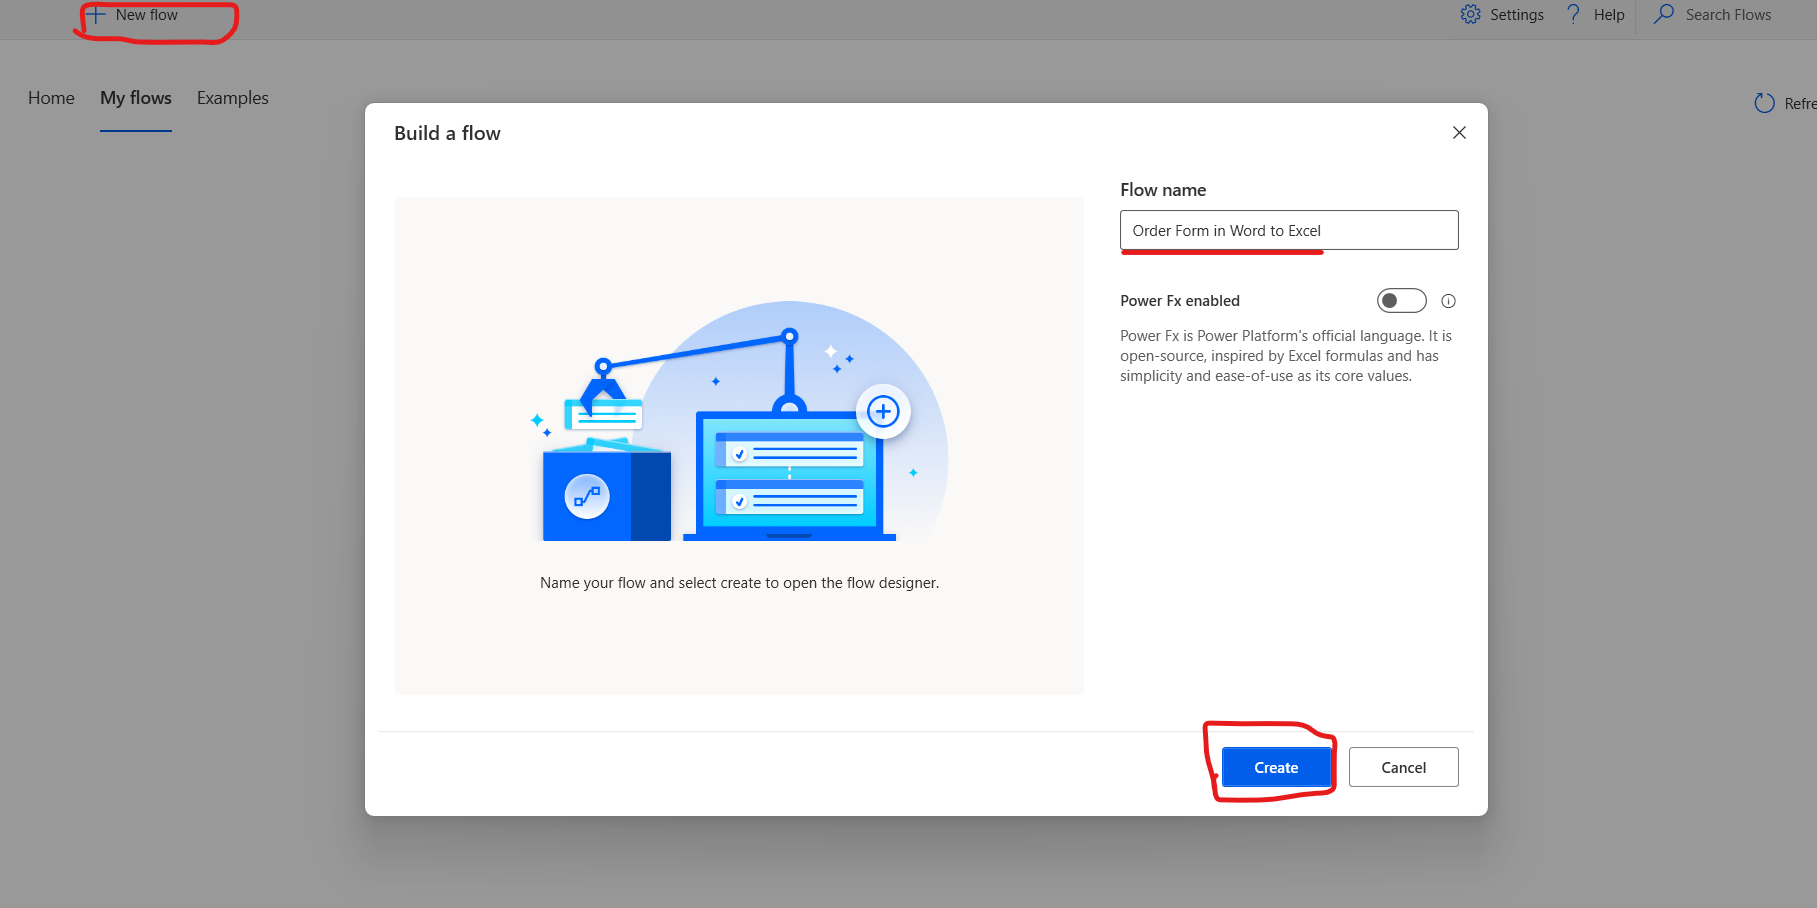 New flow
Settings
Help
Search Flows
Home
My flows
Examples
Refre
Build a flow
Flow name
Order Form in Word to Excel
Power Fx enabled
Power Fx is Power Platform's official language. It is
open-source, inspired by Excel formulas and has
simplicity and ease-of-use as its core values.
Name your flow and select create to open the flow designer.
Create
Cancel